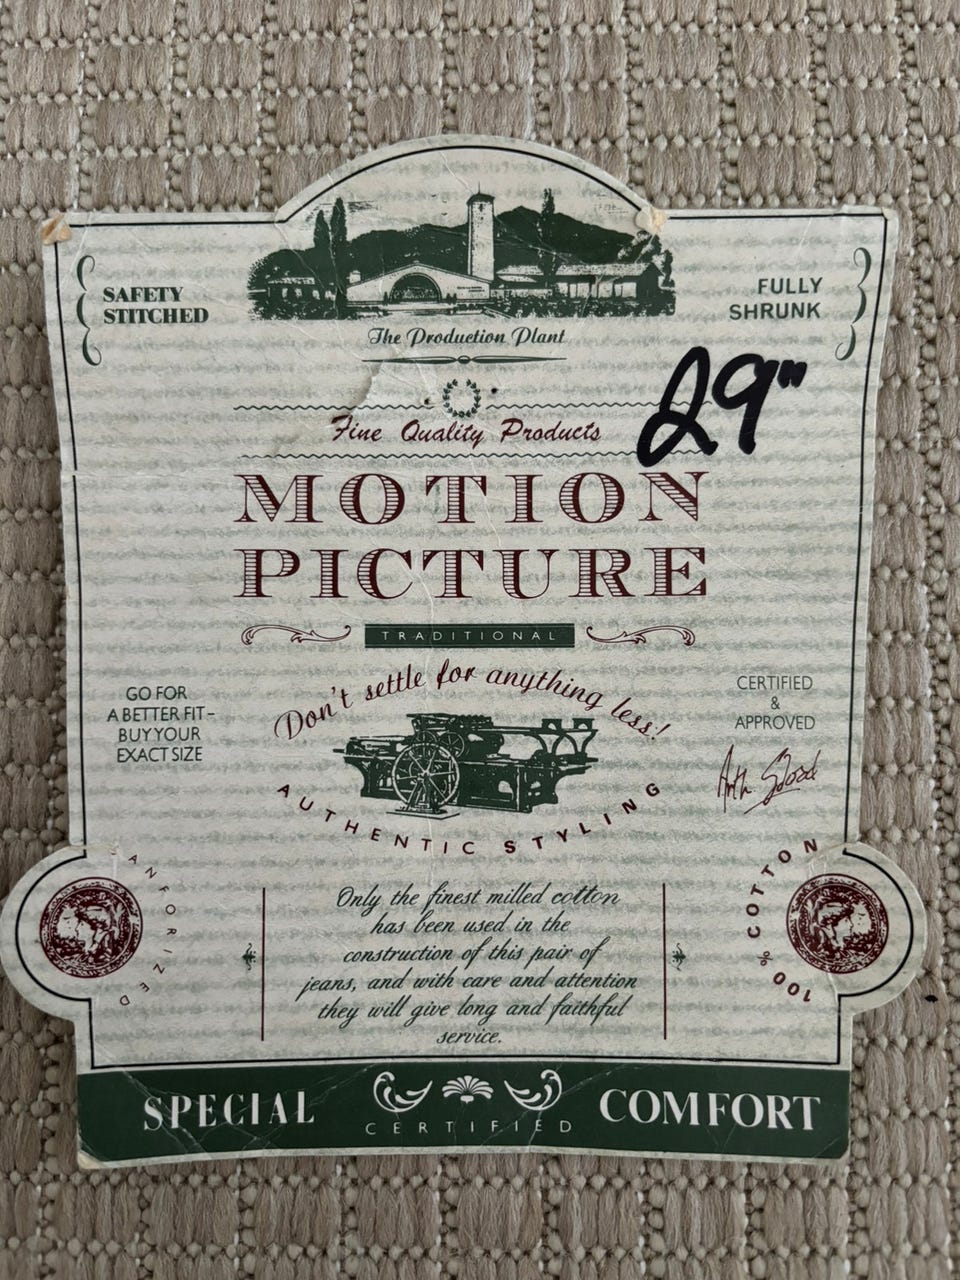 SAFETY
STITCHED
FULLY
SHRUNK
The Production Plant
29"
Fine Quality Products
MOTION
PICTURE
TRADITIONAL
Don't settle for anything less!
GO FOR
A BETTER FIT –
BUY YOUR
EXACT SIZE
CERTIFIED
&
APPROVED
AUTHENTIC STYLING
ANFORIZED
100% COTTON
Only the finest milled cotton
has been used in the
construction of this pair of
jeans, and with care and attention
they will give long and faithful
service.
SPECIAL
CERTIFIED
COMFORT